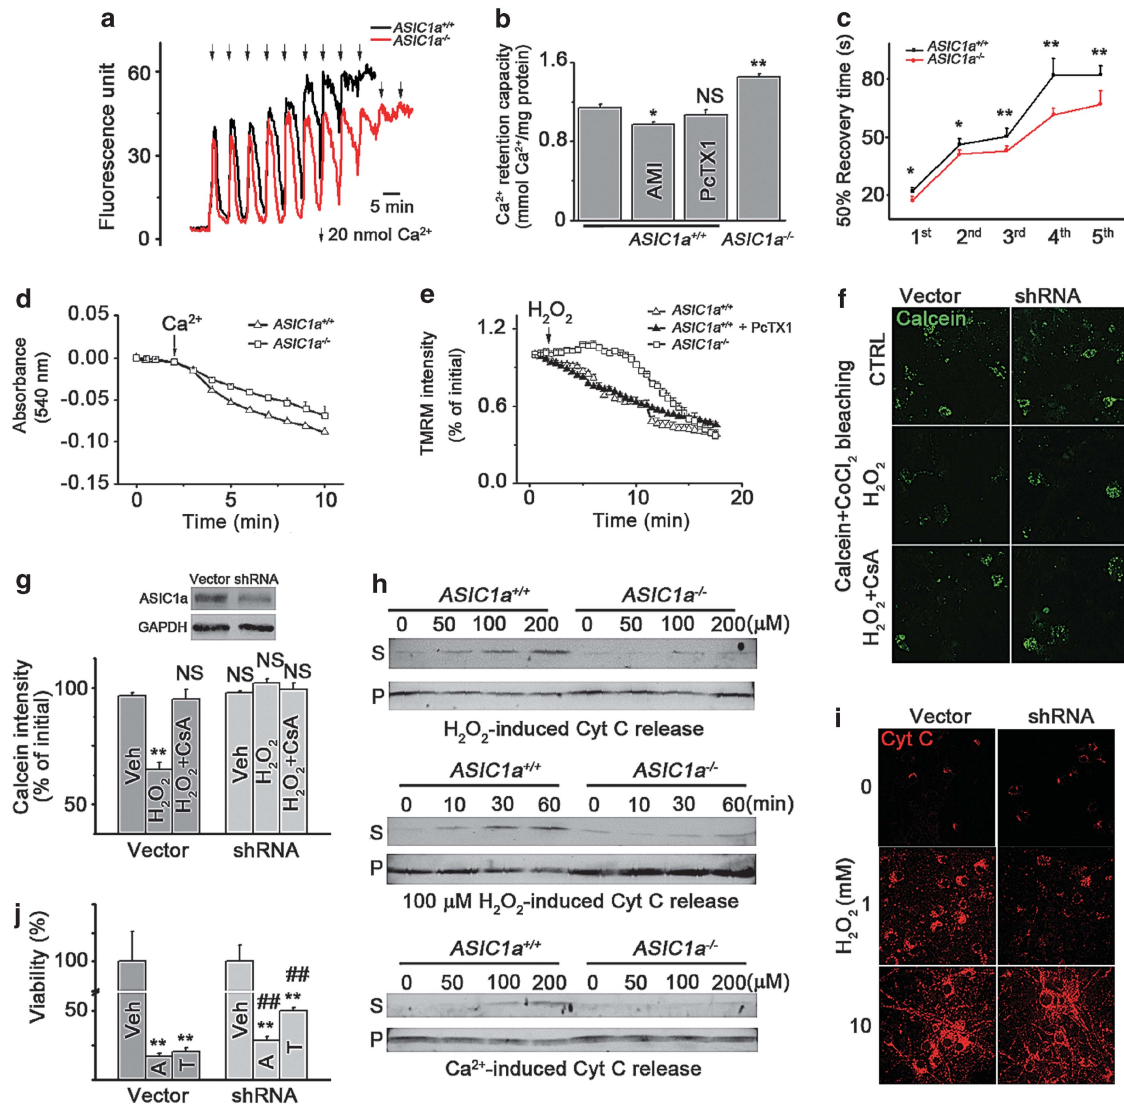 a
ASIC1a+/+
ASIC1a-/-
Fluorescence unit
60
30
0
5 min
20 nmol Ca2+
b
Ca2+ retention capacity
(mmol Ca2+/mg protein)
1.8
1.2
0.6
0
*
NS
**
AMI
PcTX1
ASIC1a+/+ ASIC1a-/-
c
50% Recovery time (s)
80
50
20
ASIC1a+/+
ASIC1a-/-
* * ** ** **
1st 2nd 3rd 4th 5th
d
Absorbance
(540 nm)
0.05
0.00
-0.05
-0.10
-0.15
Ca2+
ASIC1a+/+
ASIC1a-/-
0 5 10
Time (min)
e
TMRM intensity
(% of initial)
1.2
0.6
0.0
H2O2
ASIC1a+/+
ASIC1a+/+ + PcTX1
ASIC1a-/-
0 10 20
Time (min)
f
Vector shRNA
Calcein
Calcein+CoCl2 bleaching
CTRL
H2O2
H2O2+CsA
g
Vector shRNA
ASIC1a
GAPDH
Calcein intensity
(% of initial)
100
50
NS
**
NS NS NS
Veh H2O2 H2O2+CsA Veh H2O2 H2O2+CsA
Vector shRNA
h
ASIC1a+/+ ASIC1a-/-
0 50 100 200 0 50 100 200 (μM)
S
P
H2O2-induced Cyt C release
ASIC1a+/+ ASIC1a-/-
0 10 30 60 0 10 30 60 (min)
S
P
100 μM H2O2-induced Cyt C release
ASIC1a+/+ ASIC1a-/-
0 50 100 200 0 50 100 200 (μM)
S
P
Ca2+-induced Cyt C release
i
Vector shRNA
Cyt C
H2O2 (mM)
0
1
10
j
Viability (%)
100
50
0
** **
## **
## **
Veh A T Veh A T
Vector shRNA